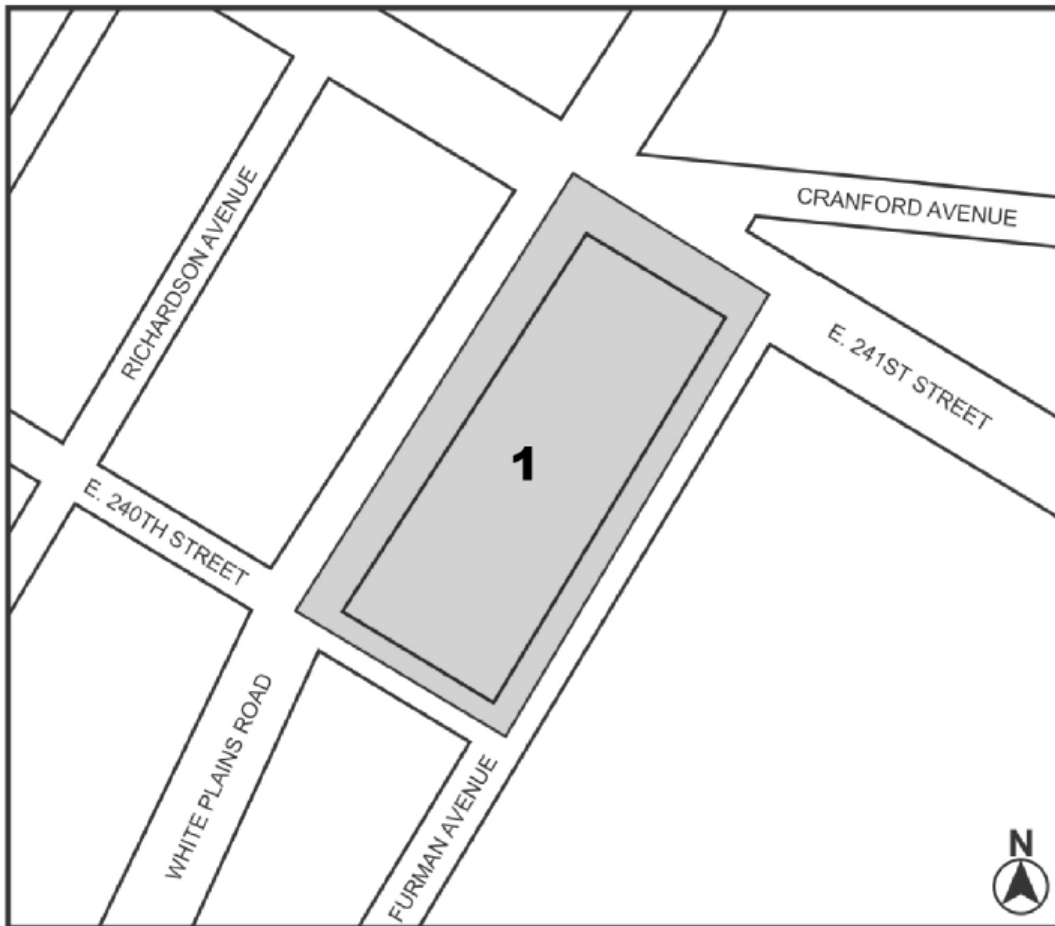 CRANFORD AVENUE
RICHARDSON AVENUE
E. 241ST STREET
1
E. 240TH STREET
WHITE PLAINS ROAD
FURMAN AVENUE
N